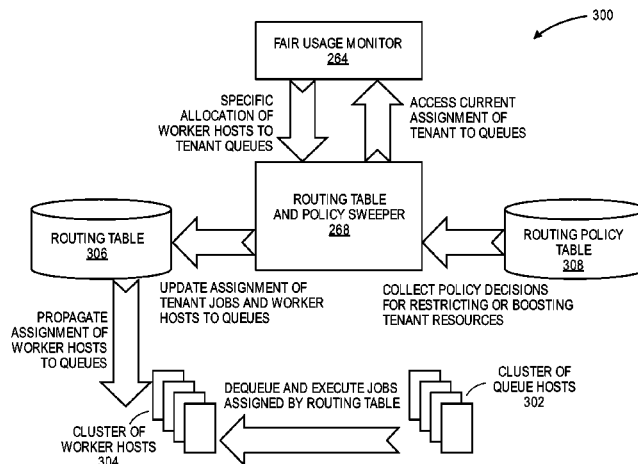 300
FAIR USAGE MONITOR
264
SPECIFIC
ALLOCATION OF
WORKER HOSTS TO
TENANT QUEUES
ACCESS CURRENT
ASSIGNMENT OF
TENANT TO QUEUES
ROUTING TABLE
AND POLICY SWEEPER
268
ROUTING TABLE
306
ROUTING POLICY
TABLE
308
UPDATE ASSIGNMENT OF
TENANT JOBS AND WORKER
HOSTS TO QUEUES
COLLECT POLICY DECISIONS
FOR RESTRICTING OR BOOSTING
TENANT RESOURCES
PROPAGATE
ASSIGNMENT OF
WORKER HOSTS
TO QUEUES
DEQUEUE AND EXECUTE JOBS
ASSIGNED BY ROUTING TABLE
CLUSTER OF
QUEUE HOSTS
302
CLUSTER OF
WORKER HOSTS
304